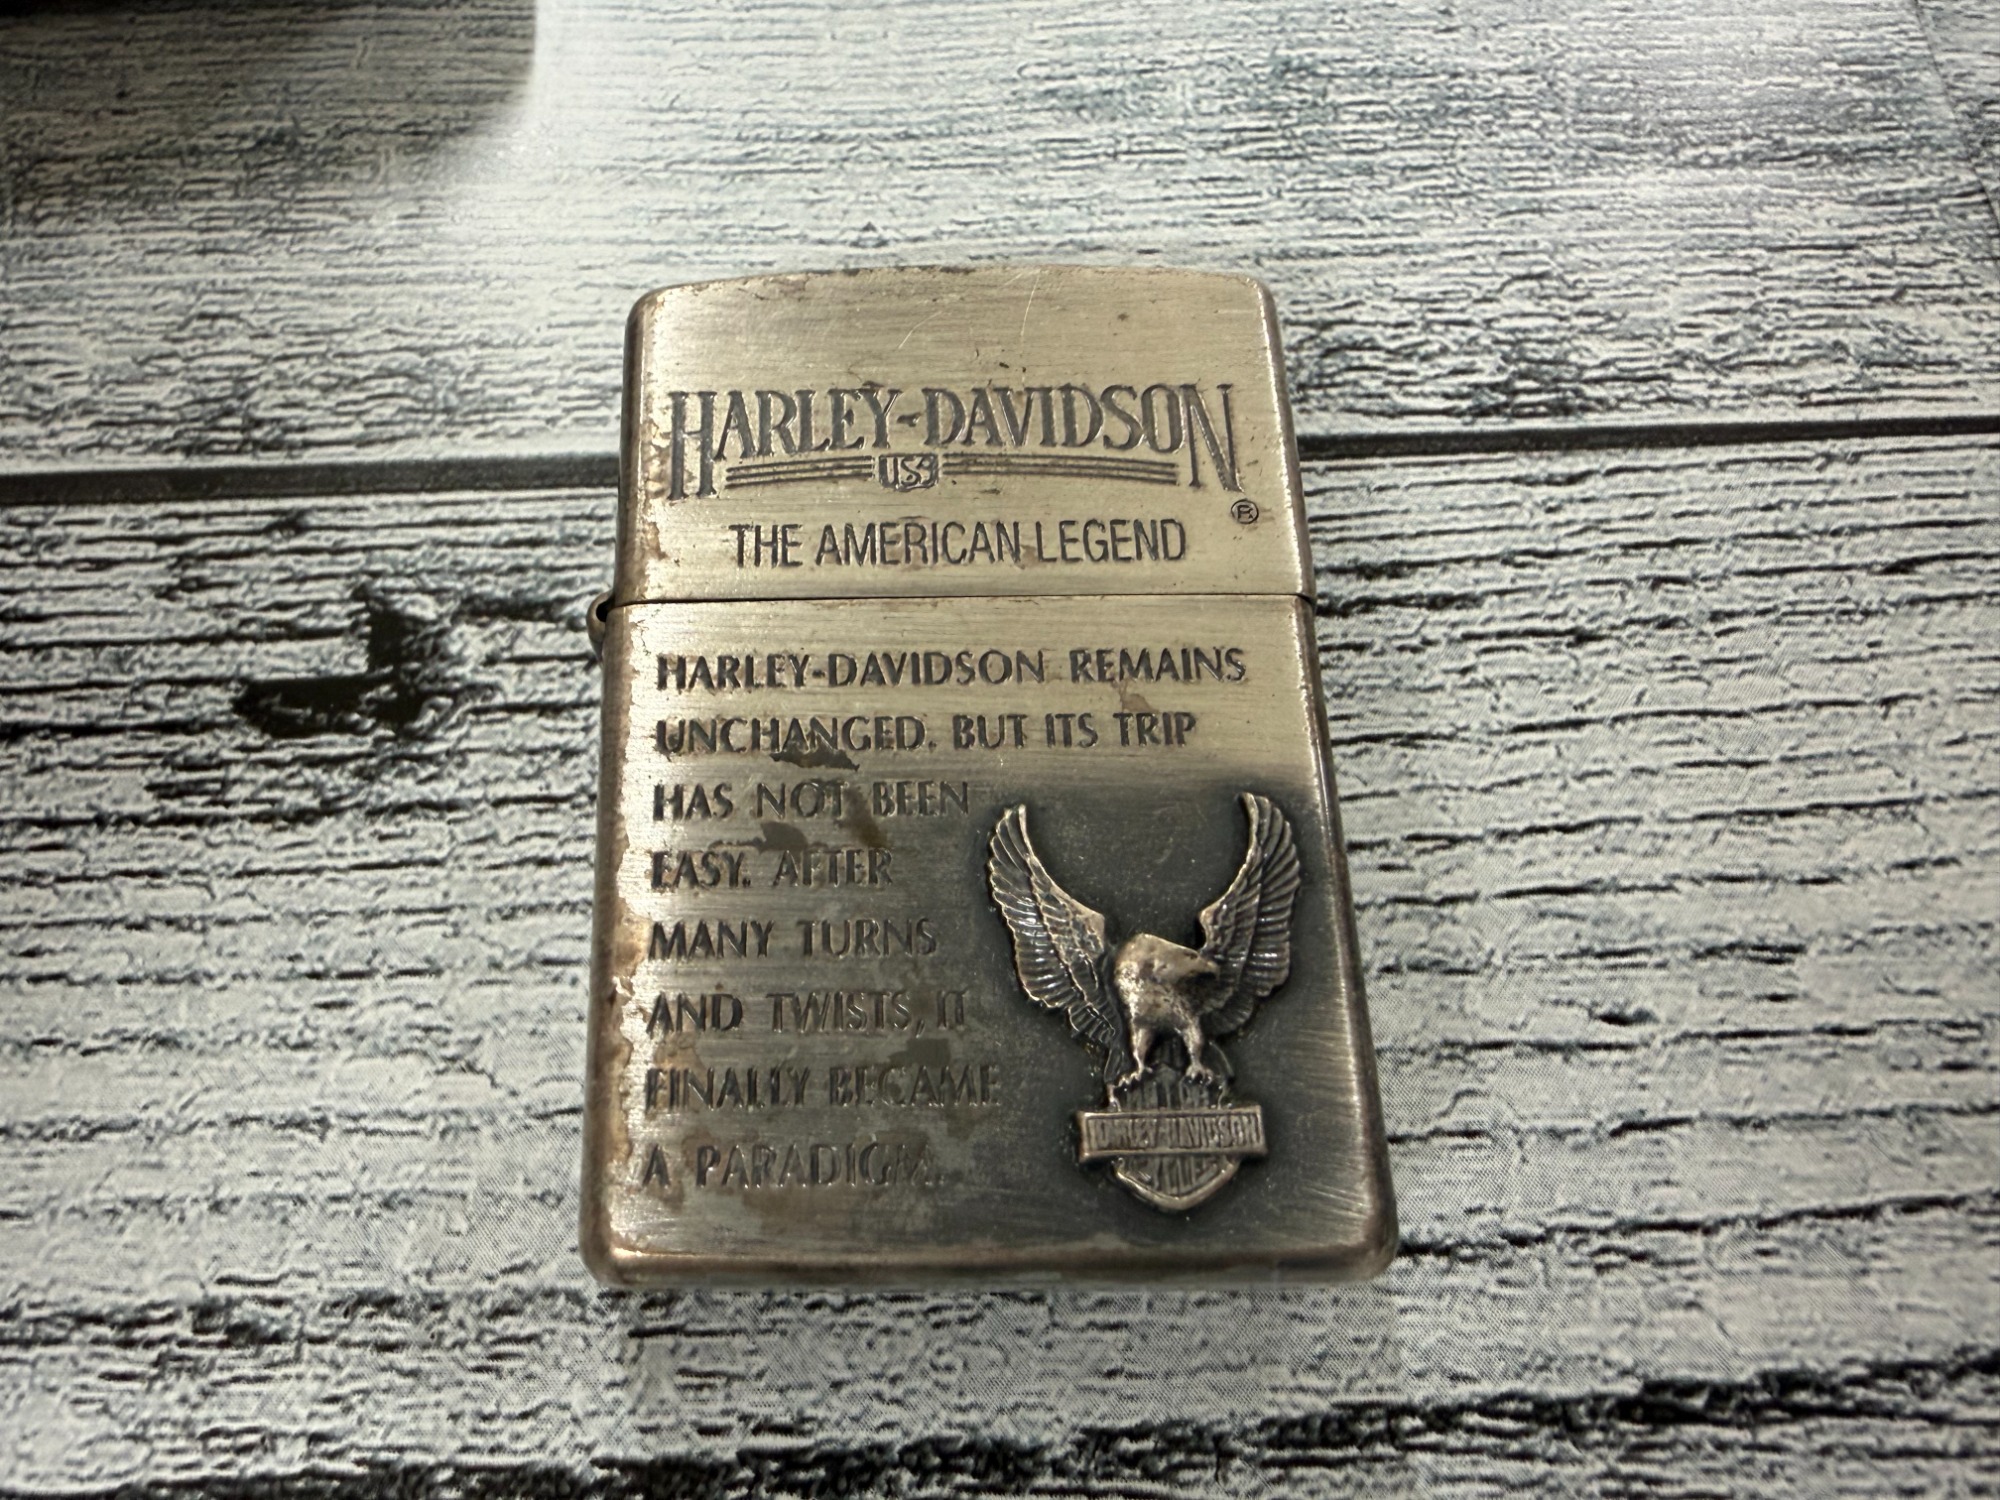 HARLEY-DAVIDSON
USA
®
THE AMERICAN LEGEND
HARLEY-DAVIDSON REMAINS
UNCHANGED. BUT ITS TRIP
HAS NOT BEEN
EASY. AFTER
MANY TURNS
AND TWISTS, IT
FINALLY BECAME
A PARADIGM.
MOTOR
HARLEY-DAVIDSON